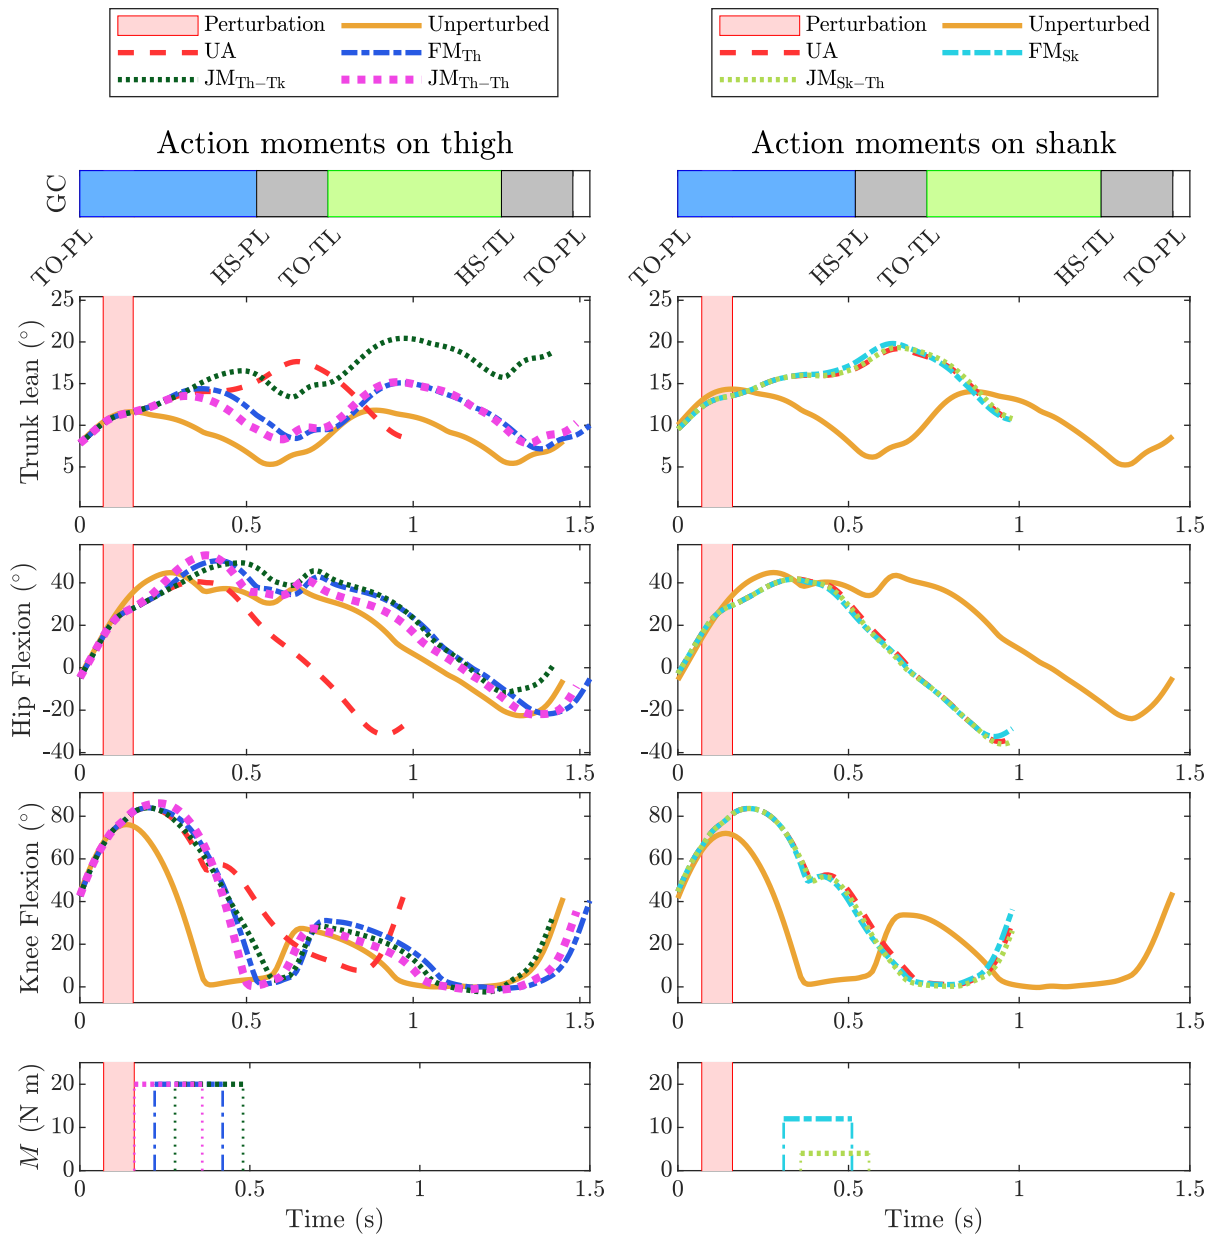 Perturbation Unperturbed
UA FM_Th
JM_Th−Tk JM_Th−Th
Perturbation Unperturbed
UA FM_Sk
JM_Sk−Th
Action moments on thigh
Action moments on shank
GC
TO-PL HS-PL TO-TL HS-TL TO-PL
TO-PL HS-PL TO-TL HS-TL TO-PL
Trunk lean (°)
25
20
15
10
5
0 0.5 1 1.5
25
20
15
10
5
0 0.5 1 1.5
Hip Flexion (°)
40
20
0
-20
-40
0 0.5 1 1.5
40
20
0
-20
-40
0 0.5 1 1.5
Knee Flexion (°)
80
60
40
20
0
0 0.5 1 1.5
80
60
40
20
0
0 0.5 1 1.5
M (N m)
20
10
0
0 0.5 1 1.5
Time (s)
20
10
0
0 0.5 1 1.5
Time (s)